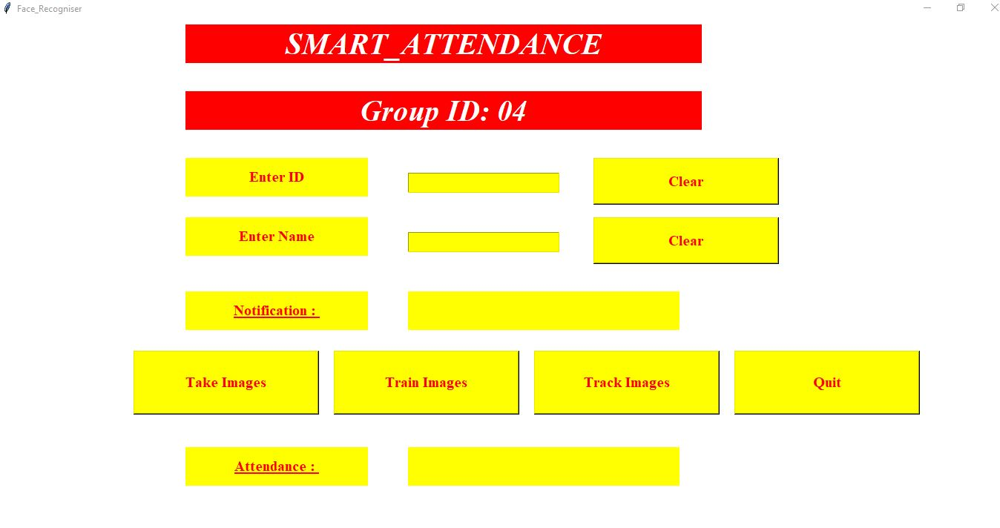 Face_Recogniser
SMART_ATTENDANCE
Group ID: 04
Enter ID
Clear
Enter Name
Clear
Notification :
Take Images
Train Images
Track Images
Quit
Attendance :